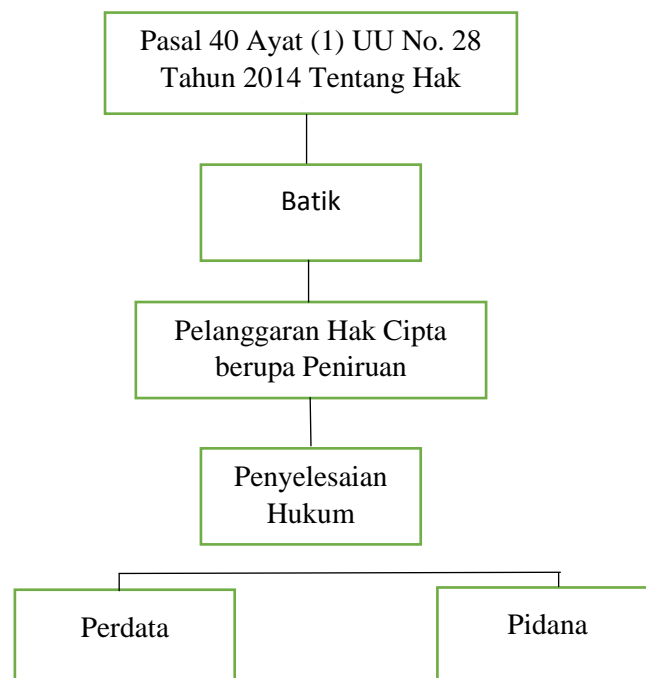 Pasal 40 Ayat (1) UU No. 28
Tahun 2014 Tentang Hak
Batik
Pelanggaran Hak Cipta
berupa Peniruan
Penyelesaian
Hukum
Perdata
Pidana